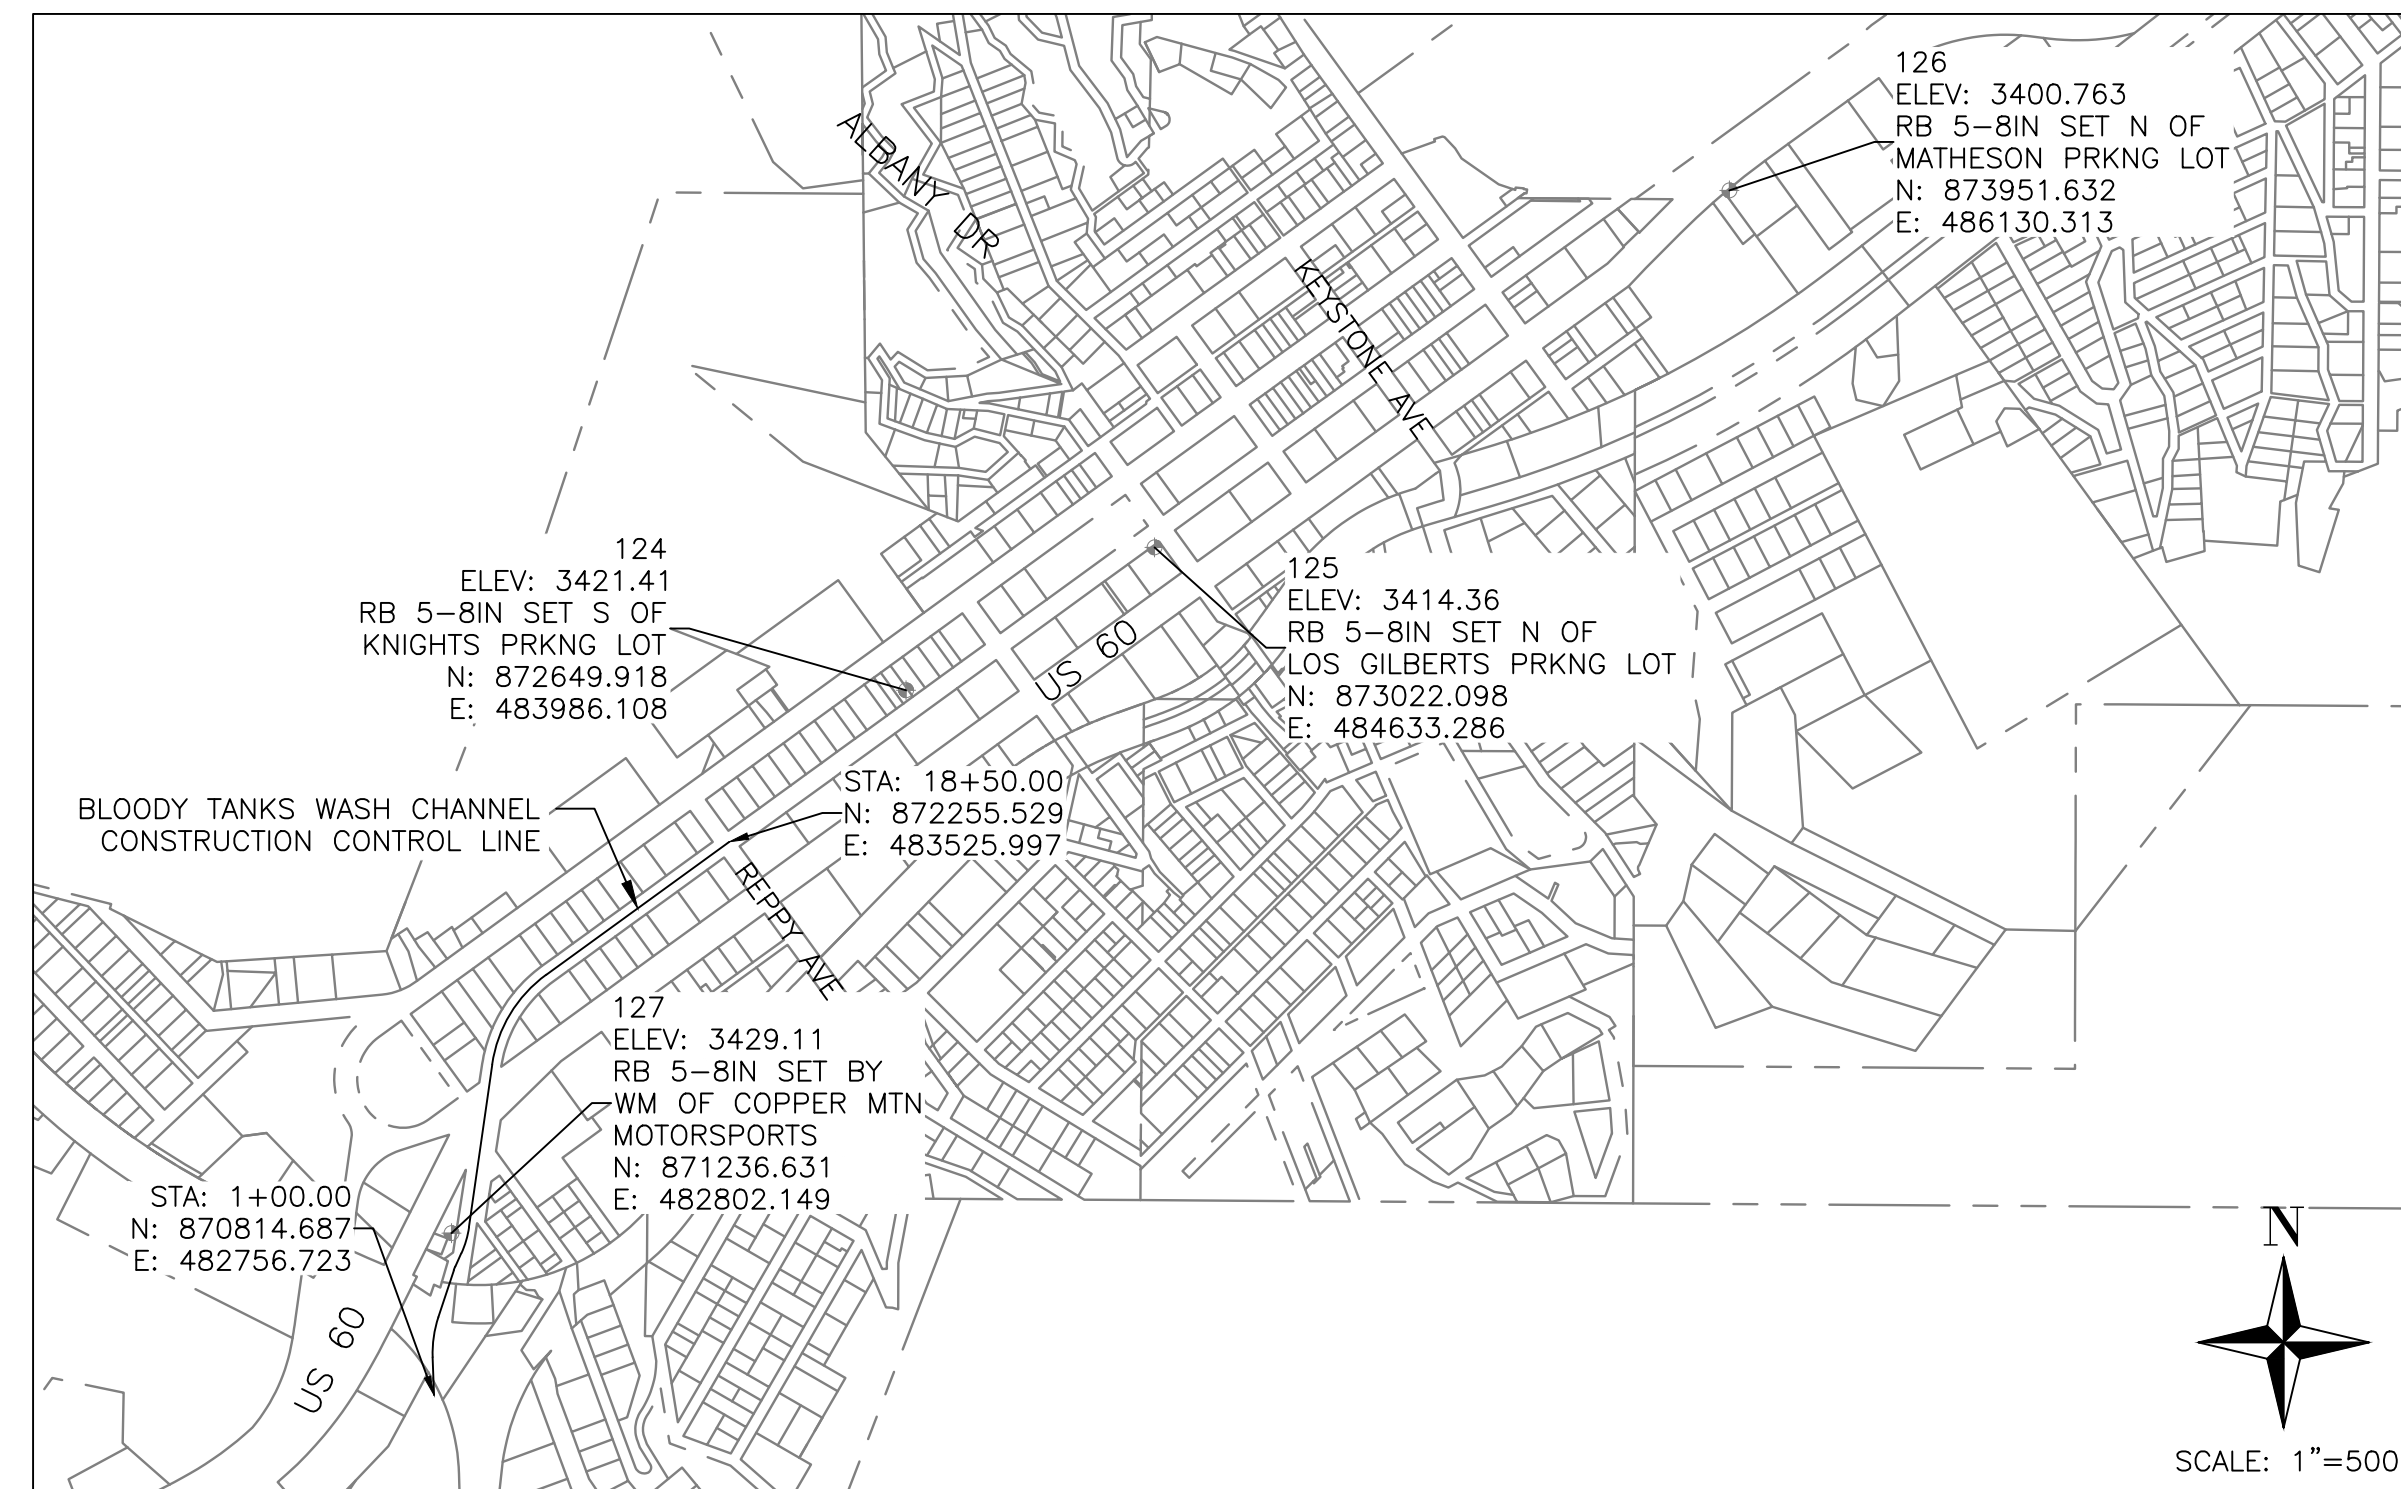 126
ELEV: 3400.763
RB 5-8IN SET N OF
MATHESON PRKNG LOT
N: 873951.632
E: 486130.313
ALBANY DR
KEYSTONE AVE
124
ELEV: 3421.41
RB 5-8IN SET S OF
KNIGHTS PRKNG LOT
N: 872649.918
E: 483986.108
125
ELEV: 3414.36
RB 5-8IN SET N OF
LOS GILBERTS PRKNG LOT
N: 873022.098
E: 484633.286
US 60
STA: 18+50.00
N: 872255.529
E: 483525.997
BLOODY TANKS WASH CHANNEL
CONSTRUCTION CONTROL LINE
REPPY AVE
127
ELEV: 3429.11
RB 5-8IN SET BY
WM OF COPPER MTN
MOTORSPORTS
N: 871236.631
E: 482802.149
STA: 1+00.00
N: 870814.687
E: 482756.723
US 60
N
SCALE: 1"=500